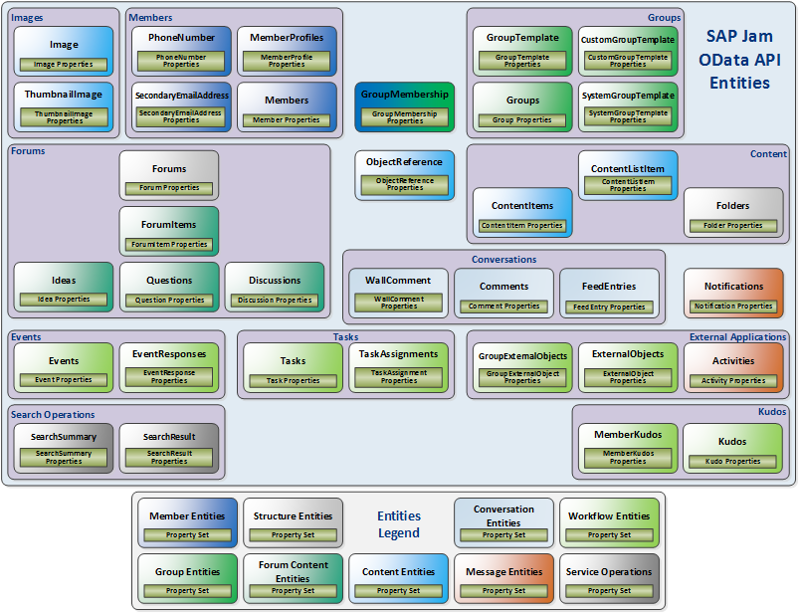 Images
Image
Image Properties
ThumbnailImage
ThumbnailImage
Properties
Members
PhoneNumber
PhoneNumber
Properties
MemberProfiles
MemberProfile
Properties
SecondaryEmailAddress
SecondaryEmailAddress
Properties
Members
Member Properties
GroupMembership
GroupMembership
Properties
Groups
GroupTemplate
GroupTemplate
Properties
CustomGroupTemplate
CustomGroupTemplate
Properties
Groups
Group Properties
SystemGroupTemplate
SystemGroupTemplate
Properties
SAP Jam
OData API
Entities
Forums
Forums
Forum Properties
ForumItems
ForumItem Properties
Ideas
Idea Properties
Questions
Question Properties
Discussions
Discussion Properties
ObjectReference
ObjectReference
Properties
Content
ContentListItem
ContentListItem
Properties
ContentItems
ContentItem Properties
Folders
Folder Properties
Conversations
WallComment
WallComment
Properties
Comments
Comment Properties
FeedEntries
FeedEntry Properties
Notifications
Notification Properties
Events
Events
Event Properties
EventResponses
EventResponse
Properties
Tasks
Tasks
Task Properties
TaskAssignments
TaskAssignment
Properties
External Applications
GroupExternalObjects
GroupExternalObject
Properties
ExternalObjects
ExternalObject
Properties
Activities
Activity Properties
Search Operations
SearchSummary
SearchSummary
Properties
SearchResult
SearchResult
Properties
Kudos
MemberKudos
MemberKudos
Properties
Kudos
Kudo Properties
Member Entities
Property Set
Structure Entities
Property Set
Entities
Legend
Conversation
Entities
Property Set
Workflow Entities
Property Set
Group Entities
Property Set
Forum Content
Entities
Property Set
Content Entities
Property Set
Message Entities
Property Set
Service Operations
Property Set